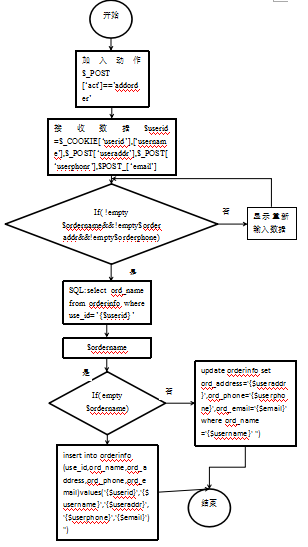 开始
加入动作
$_POST
['act']=='addord
er'
接收数据 $userid
=$_COOKIE['userid'],['usernam
e'],$_POST['useraddr'],$_POST[
'userphone'],$POST_['email']
If( !empty
$ordername&&!empty$order
addr&&!empty$orderphone)
否
显示重新
输入数据
是
SQL:select ord_name
from orderinfo where
use_id='{$userid}'
$ordername
是
If(empty
$ordername)
否
update orderinfo set
ord_address='{$useraddr
}',ord_phone='{$userpho
ne}',ord_email='{$email}'
where ord_name
='{$username}' ")
insert into orderinfo
(use_id,ord_name,ord_a
ddress,ord_phone,ord_e
mail)values('{$userid}','{$
username}','{$useraddr}',
'{$userphone}','{$email}')
")
结束